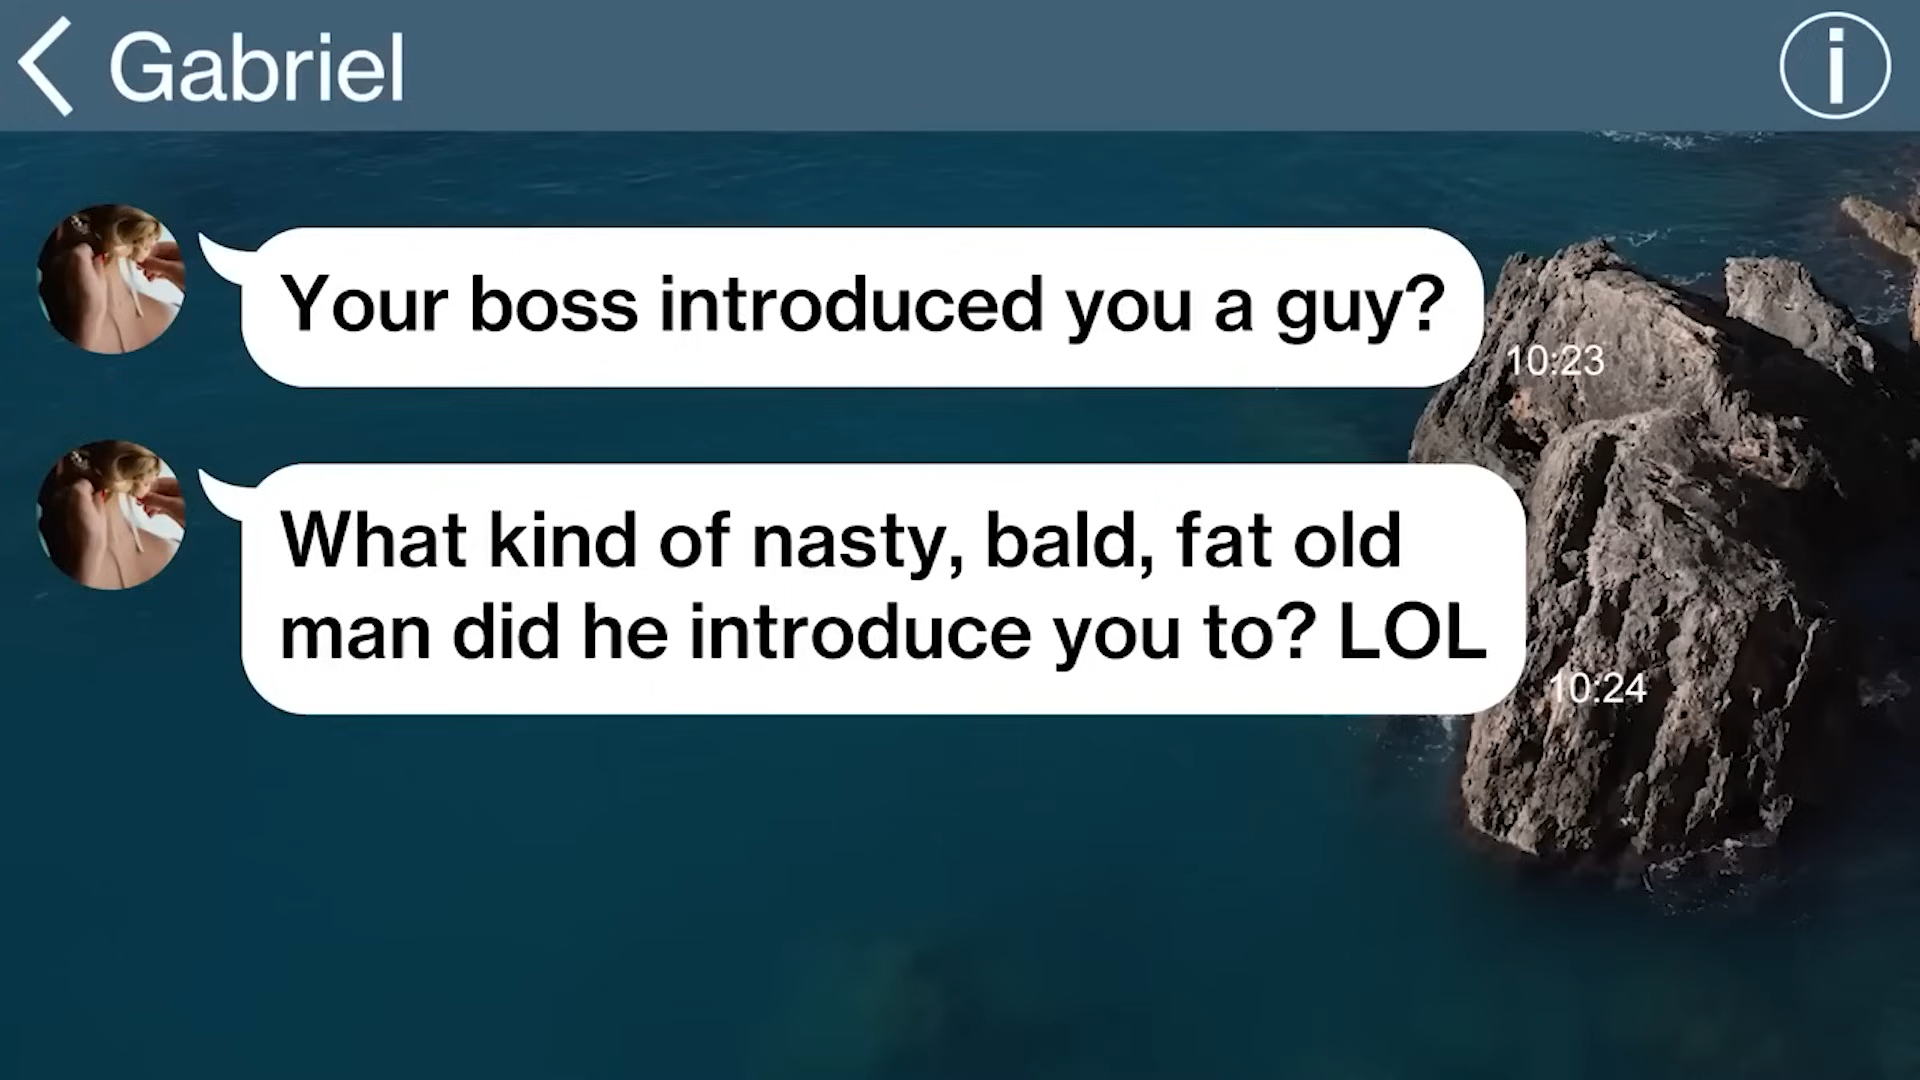 Gabriel
Your boss introduced you a guy?
10:23
What kind of nasty, bald, fat old
man did he introduce you to? LOL
10:24